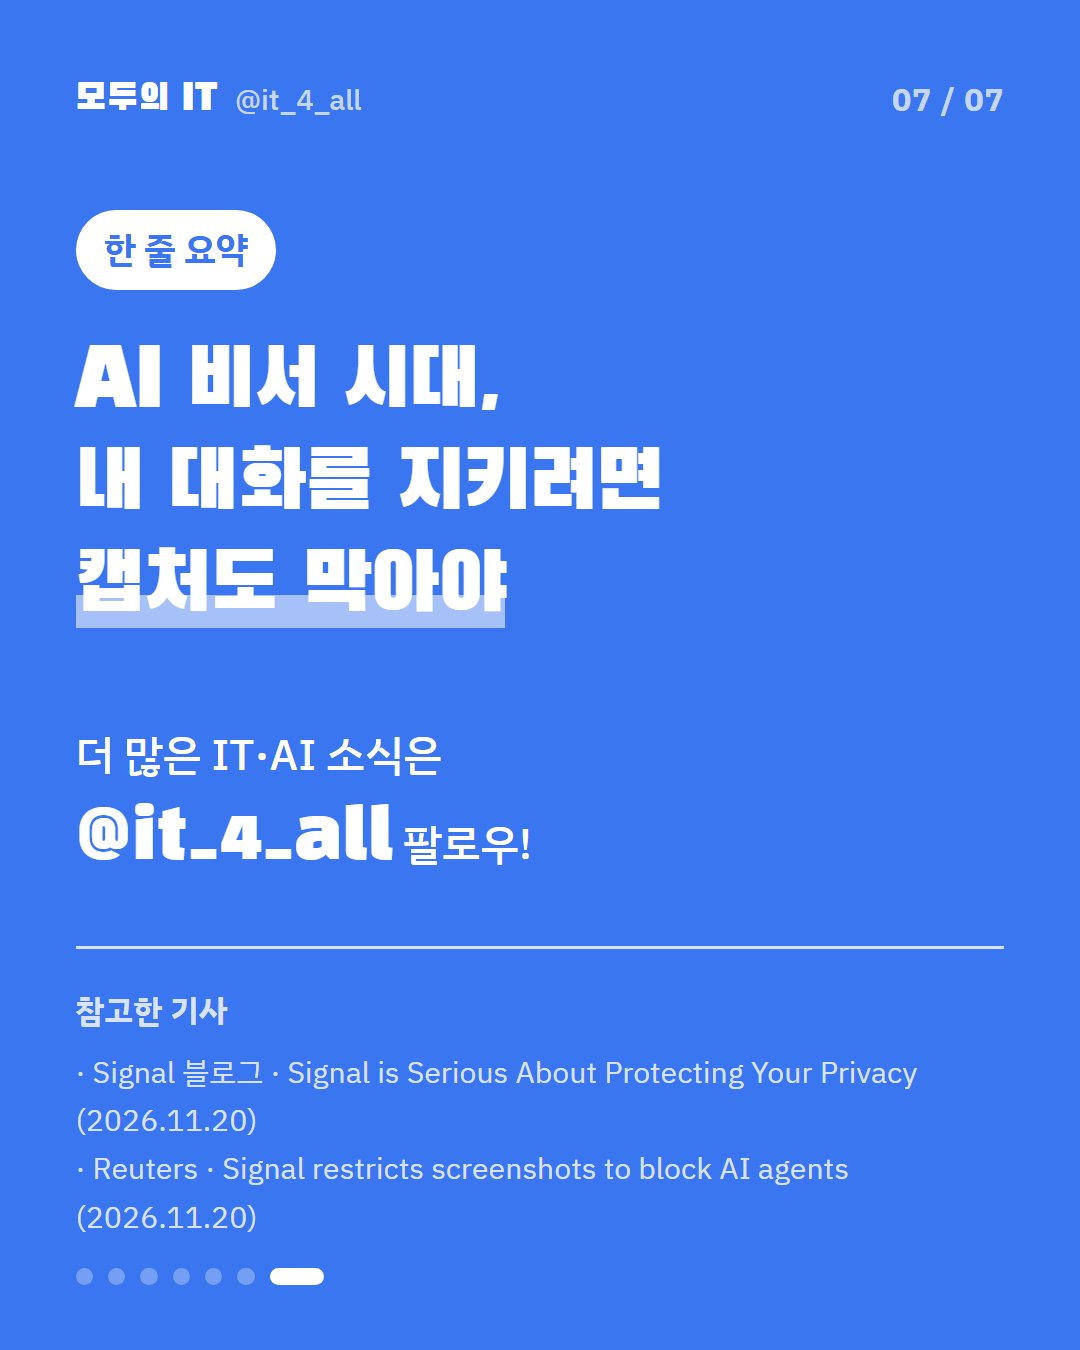 모두의 IT @it_4_all 07 / 07
한 줄 요약
AI 비서 시대,
내 대화를 지키려면
캡처도 막아야
더 많은 IT·AI 소식은
@it_4_all 팔로우!
참고한 기사
· Signal 블로그 · Signal is Serious About Protecting Your Privacy
(2026.11.20)
· Reuters · Signal restricts screenshots to block AI agents
(2026.11.20)